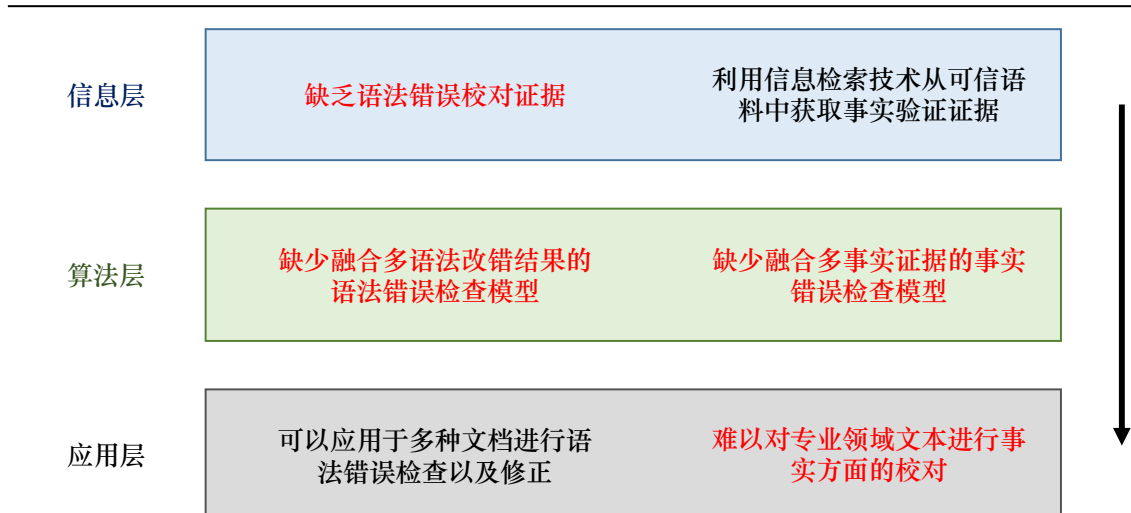 信息层
缺乏语法错误校对证据
利用信息检索技术从可信语
料中获取事实验证证据
算法层
缺少融合多语法改错结果的
语法错误检查模型
缺少融合多事实证据的事实
错误检查模型
应用层
可以应用于多种文档进行语
法错误检查以及修正
难以对专业领域文本进行事
实方面的校对